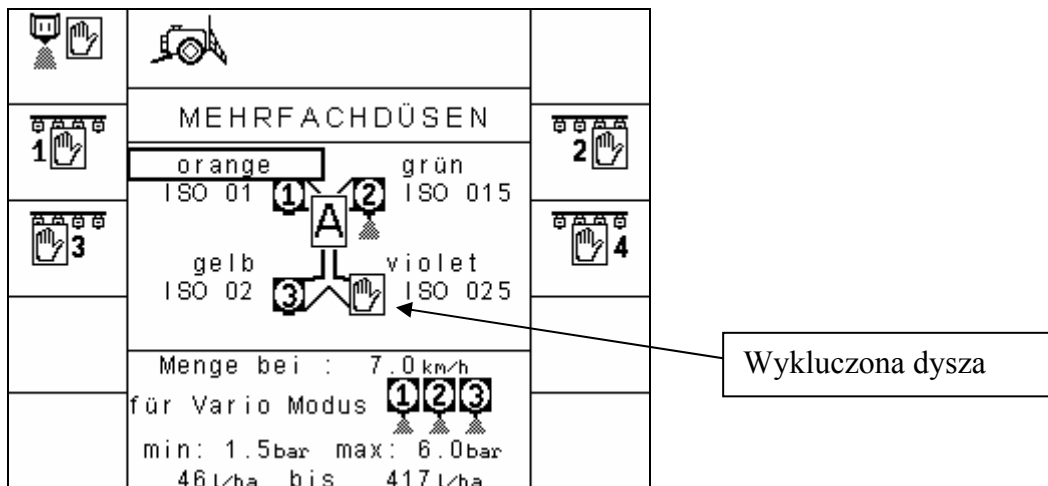 MEHRFACHDÜSEN
1
2
orange grün
ISO 01 1 2 ISO 015
A
3
4
gelb violet
ISO 02 3 ISO 025
Wykluczona dysza
Menge bei : 7.0km/h
für Vario Modus 1 2 3
min: 1.5bar max: 6.0bar
46l/ha bis 417l/ha